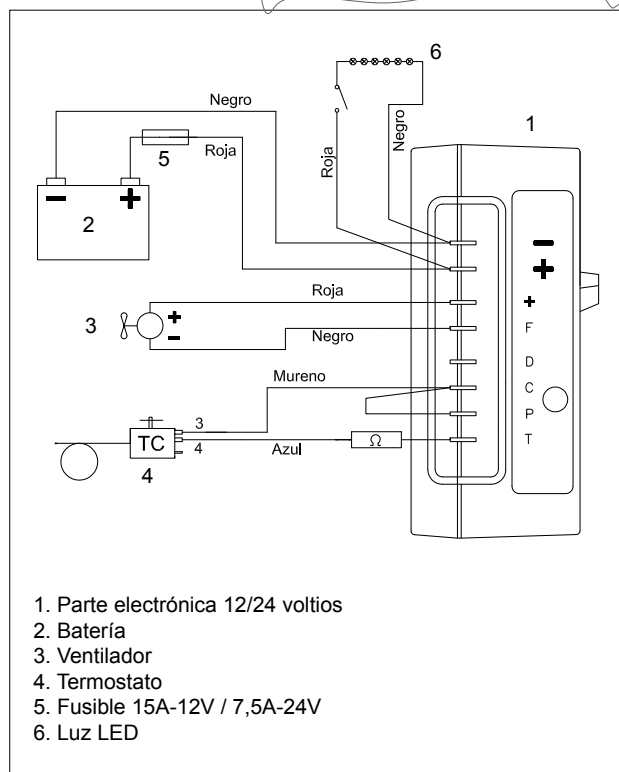 6
Negro
1
5
Roja
Roja
Negro
2
Roja
+
F
3
Negro
D
Mureno
C
3
P
TC
4
Azul
Ω
T
4
1. Parte electrónica 12/24 voltios
2. Batería
3. Ventilador
4. Termostato
5. Fusible 15A-12V / 7,5A-24V
6. Luz LED